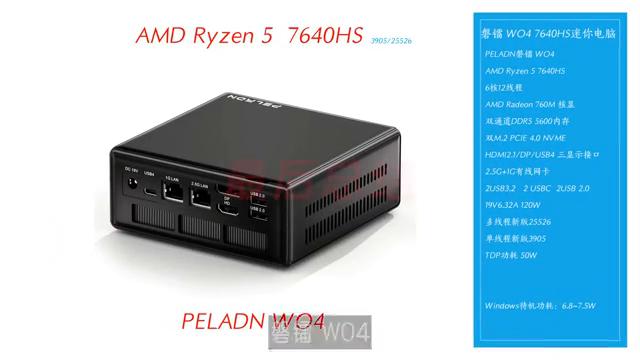 AMD Ryzen 5 7640HS 3905/25526
磐镭 WO4 7640HS迷你电脑
PELADN磐镭 WO4
AMD Ryzen 5 7640HS
6核12线程
AMD Radeon 760M 核显
双通道DDR5 5600内存
双M.2 PCIE 4.0 NVME
HDMI2.1/DP/USB4 三显示接口
2.5G+1G有线网卡
2USB3.2 2 USBC 2USB 2.0
19V6.32A 120W
多线程新版25526
单线程新版3905
TDP功耗 50W
Windows待机功耗：6.8~7.5W
PELADN
DC 19V
USB4
1G LAN
2.5G LAN
DP
HD
USB 2.0
USB 2.0
PELADN WO4
磐镭 WO4